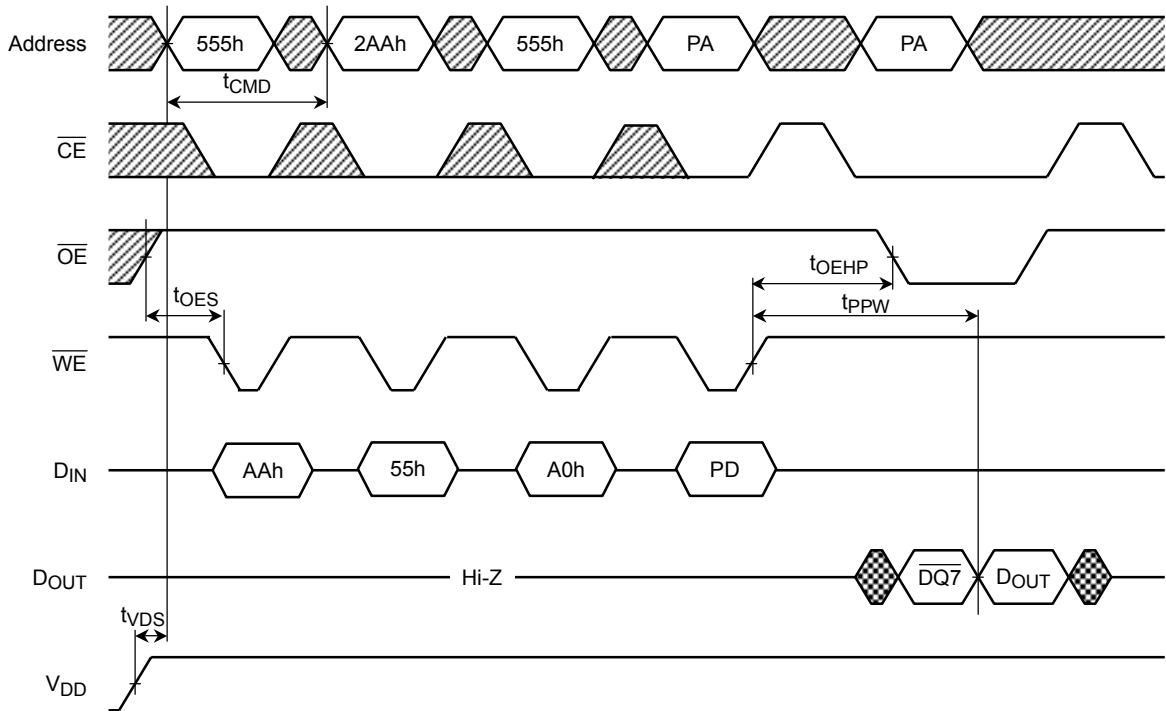 Address 555h 2AAh 555h PA PA
tCMD
CE
OE
tOEHP
tOES
tPPW
WE
DIN AAh 55h A0h PD
DOUT Hi-Z DQ7 DOUT
tVDS
VDD